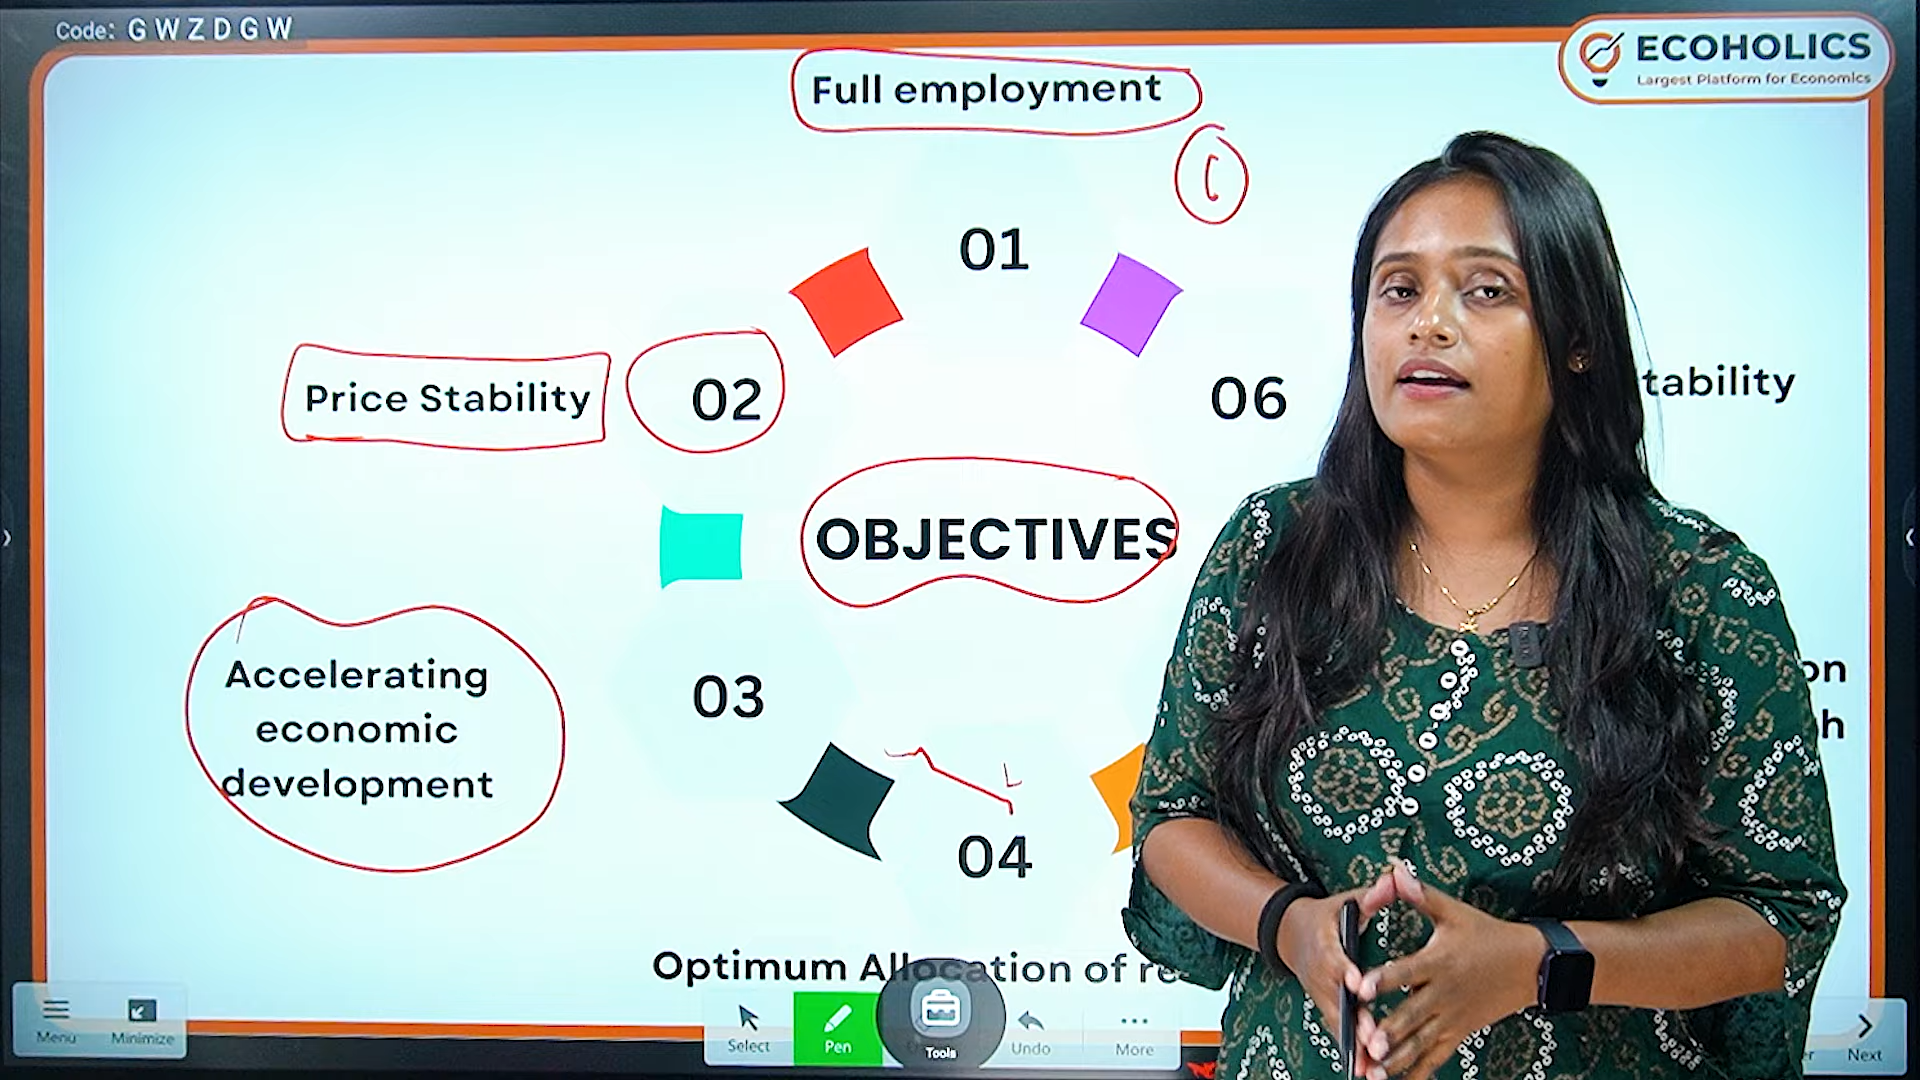 Code: GWZDGW
ECOHOLICS
Largest Platform for Economics
Full employment
01
Price Stability
02
06
tability
OBJECTIVES
Accelerating
economic
development
03
on
h
04
Optimum Allocation of re
Menu
Minimize
Select
Pen
Tools
Undo
More
Next